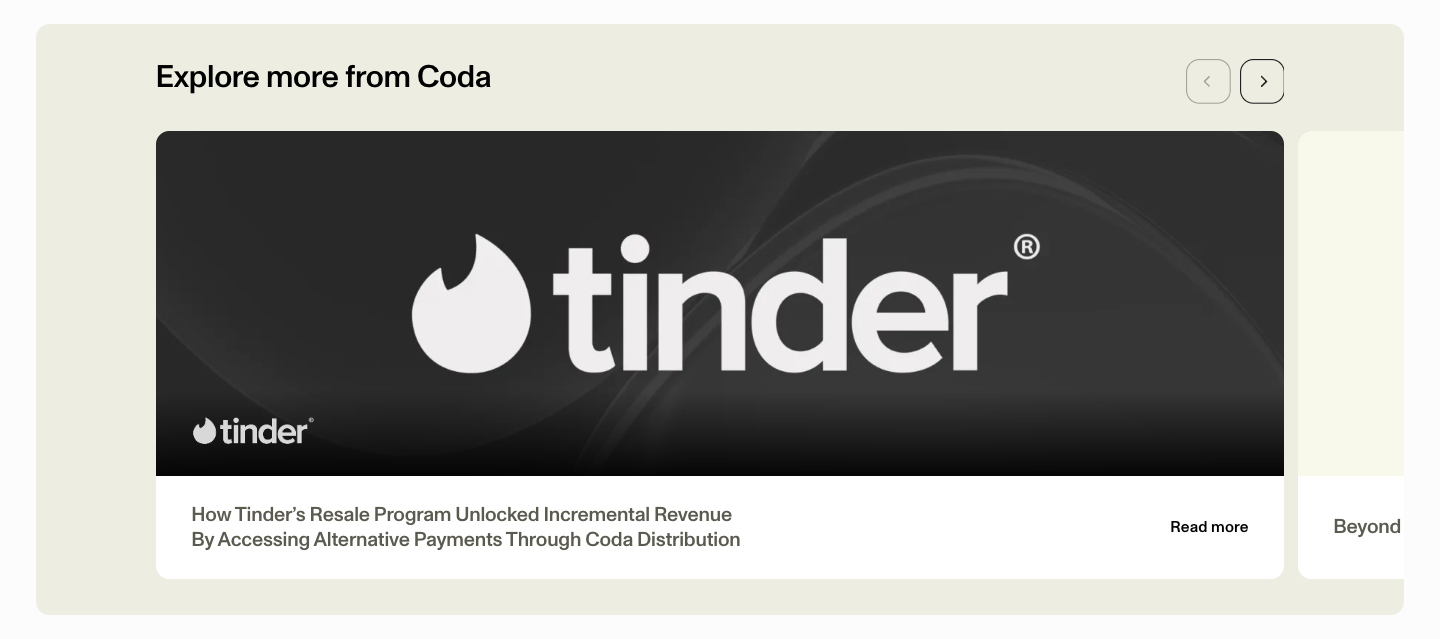 Explore more from Coda
tinder®
tinder®
How Tinder’s Resale Program Unlocked Incremental Revenue
By Accessing Alternative Payments Through Coda Distribution
Read more
Beyond